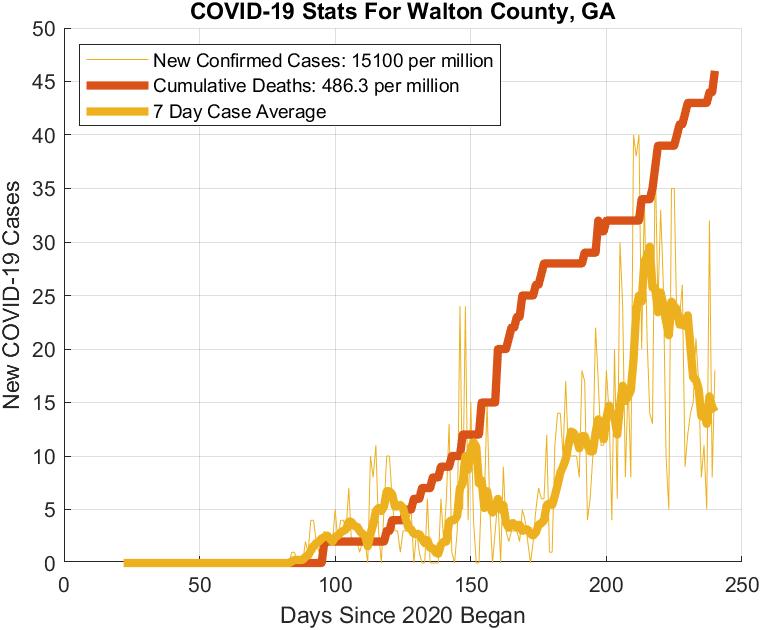 COVID-19 Stats For Walton County, GA
New Confirmed Cases: 15100 per million
Cumulative Deaths: 486.3 per million
7 Day Case Average
New COVID-19 Cases
50
45
40
35
30
25
20
15
10
5
0
0 50 100 150 200 250
Days Since 2020 Began